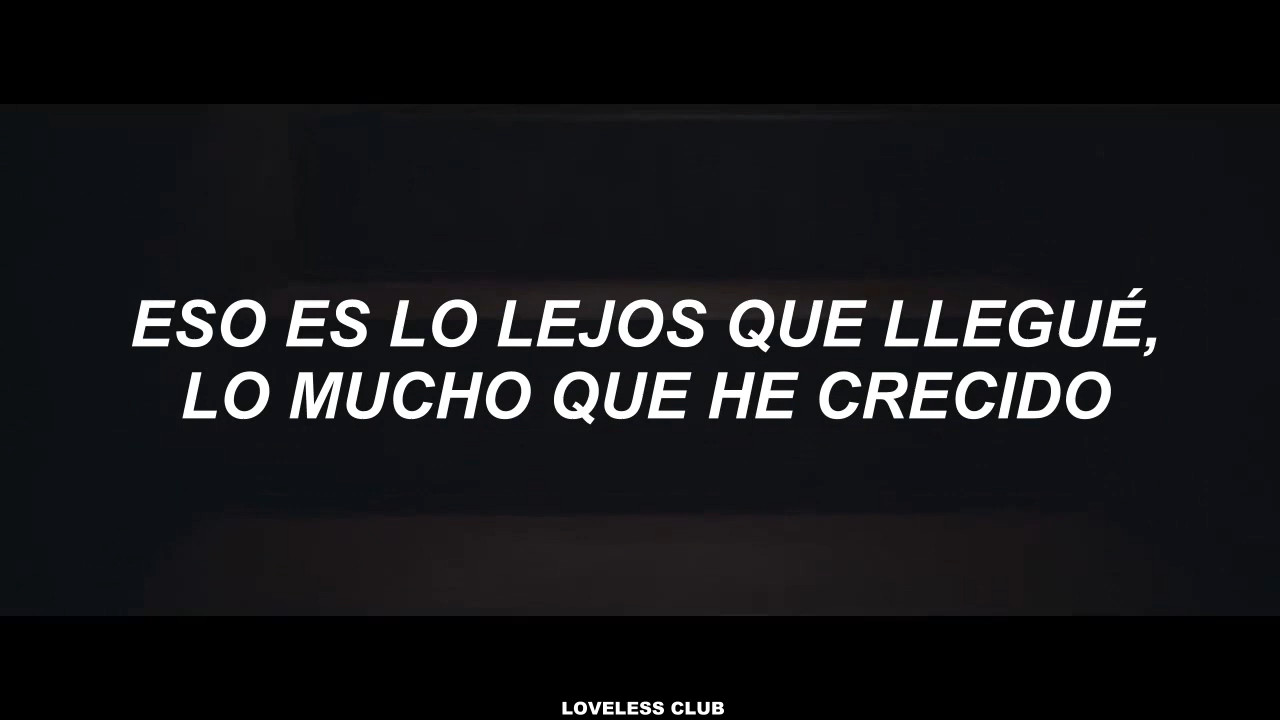 ESO ES LO LEJOS QUE LLEGUÉ,
LO MUCHO QUE HE CRECIDO
LOVELESS CLUB